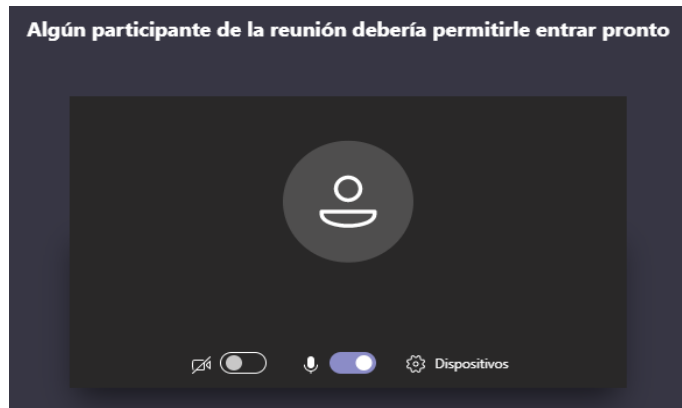 Algún participante de la reunión debería permitirle entrar pronto
Dispositivos